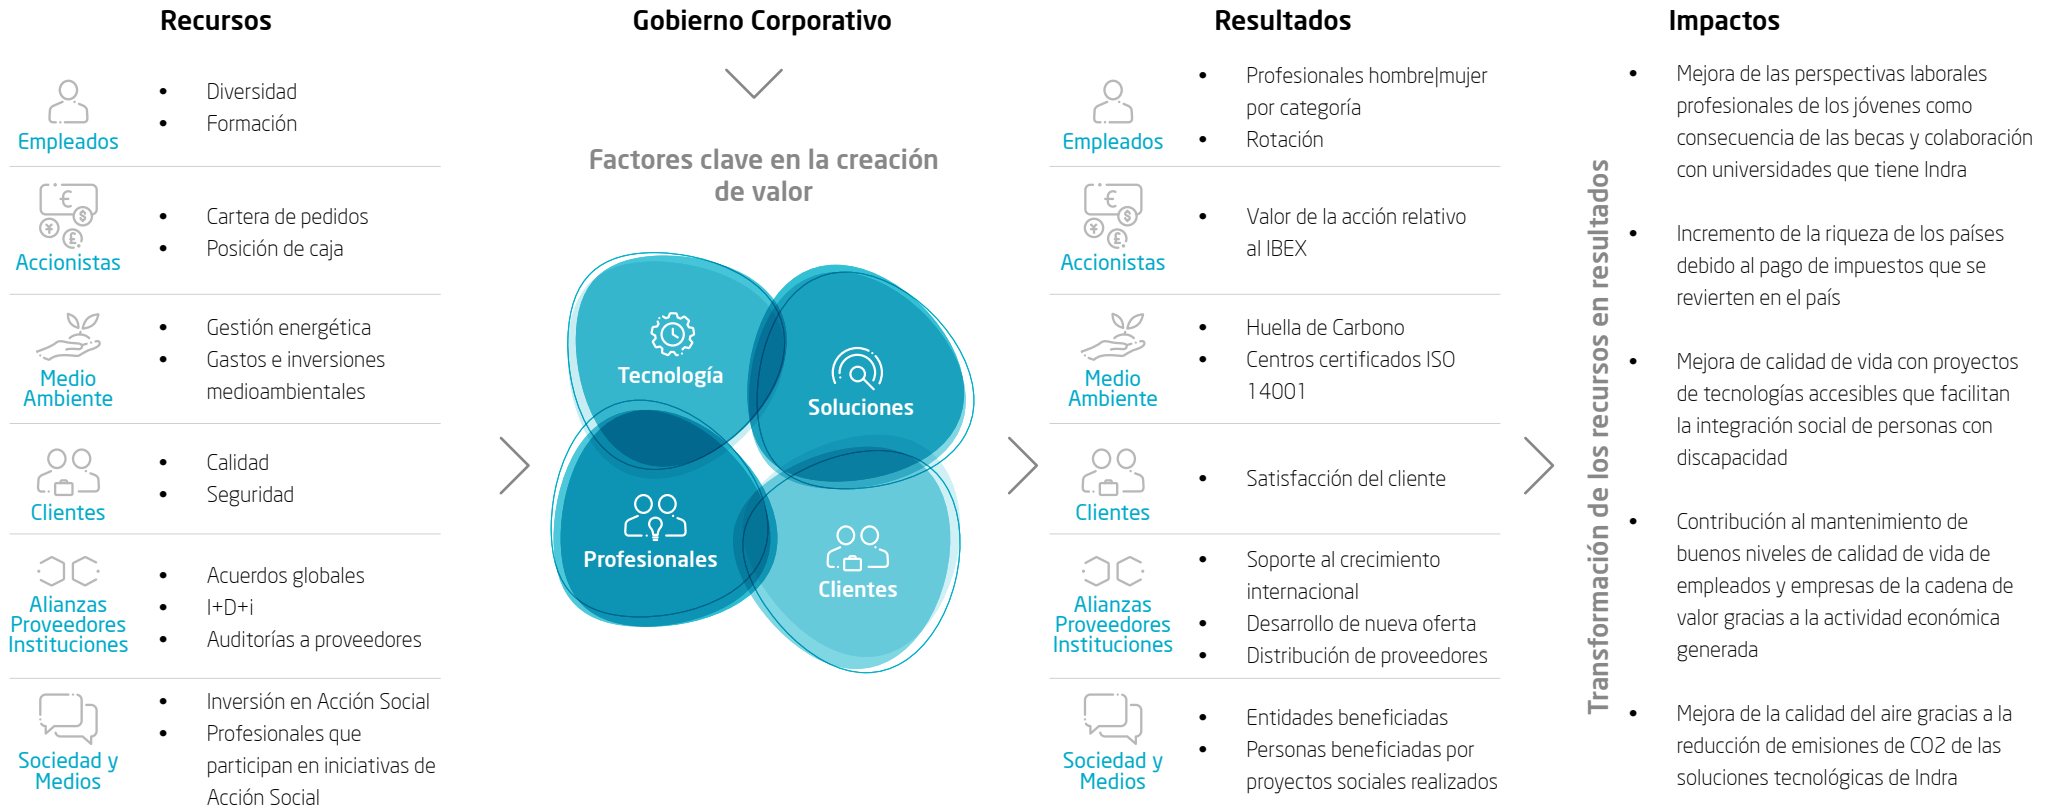 Recursos
Empleados
• Diversidad
• Formación
Accionistas
• Cartera de pedidos
• Posición de caja
Medio
Ambiente
• Gestión energética
• Gastos e inversiones
medioambientales
Clientes
• Calidad
• Seguridad
Alianzas
Proveedores
Instituciones
• Acuerdos globales
• I+D+i
• Auditorías a proveedores
Sociedad y
Medios
• Inversión en Acción Social
• Profesionales que
participan en iniciativas de
Acción Social
Gobierno Corporativo
Factores clave en la creación
de valor
Tecnología
Soluciones
Profesionales
Clientes
Resultados
Empleados
• Profesionales hombre|mujer
por categoría
• Rotación
Accionistas
• Valor de la acción relativo
al IBEX
Medio
Ambiente
• Huella de Carbono
• Centros certificados ISO
14001
Clientes
• Satisfacción del cliente
Alianzas
Proveedores
Instituciones
• Soporte al crecimiento
internacional
• Desarrollo de nueva oferta
• Distribución de proveedores
Sociedad y
Medios
• Entidades beneficiadas
• Personas beneficiadas por
proyectos sociales realizados
Transformación de los recursos en resultados
Impactos
• Mejora de las perspectivas laborales
profesionales de los jóvenes como
consecuencia de las becas y colaboración
con universidades que tiene Indra
• Incremento de la riqueza de los países
debido al pago de impuestos que se
revierten en el país
• Mejora de calidad de vida con proyectos
de tecnologías accesibles que facilitan
la integración social de personas con
discapacidad
• Contribución al mantenimiento de
buenos niveles de calidad de vida de
empleados y empresas de la cadena de
valor gracias a la actividad económica
generada
• Mejora de la calidad del aire gracias a la
reducción de emisiones de CO2 de las
soluciones tecnológicas de Indra